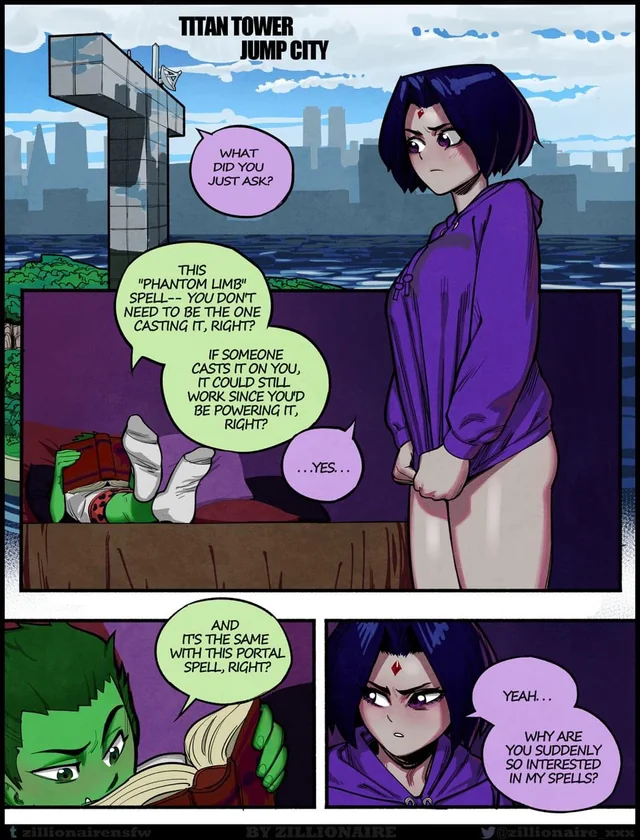 TITAN TOWER
JUMP CITY
WHAT
DID YOU
JUST ASK?
THIS
"PHANTOM LIMB"
SPELL-- YOU DON'T
NEED TO BE THE ONE
CASTING IT, RIGHT?
IF SOMEONE
CASTS IT ON YOU,
IT COULD STILL
WORK SINCE YOU'D
BE POWERING IT,
RIGHT?
...YES...
AND
IT'S THE SAME
WITH THIS PORTAL
SPELL, RIGHT?
YEAH...
WHY ARE
YOU SUDDENLY
SO INTERESTED
IN MY SPELLS?
t zillionairensfw BY ZILLIONAIRE @zillionaire_xxx